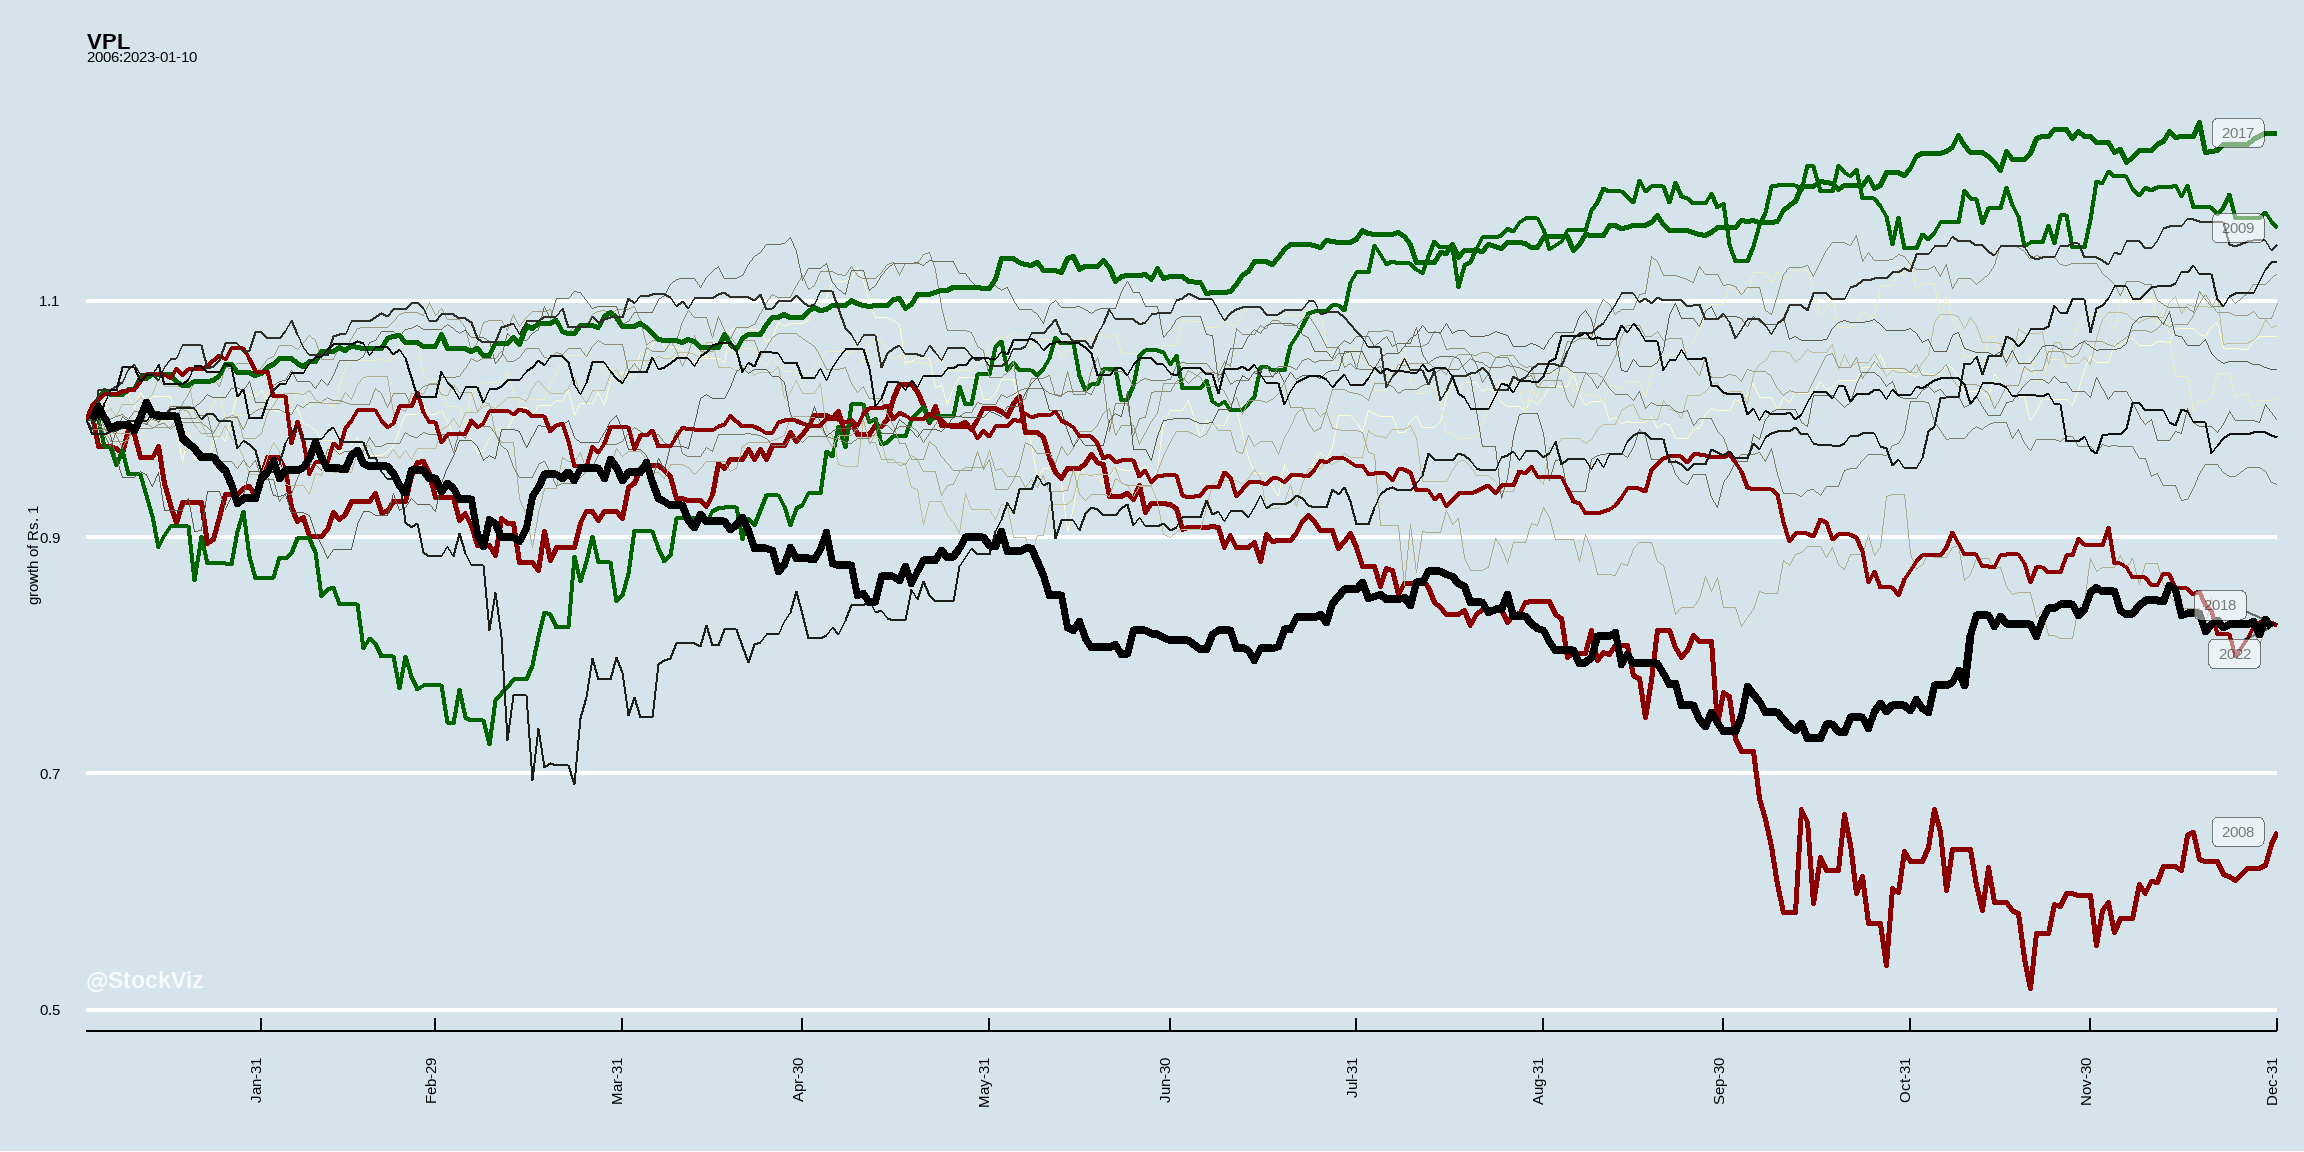 VPL
2006:2023-01-10
2017
2009
1.1
growth of Rs. 1
0.9
2018
2022
0.7
2008
@StockViz
0.5
Jan-31
Feb-29
Mar-31
Apr-30
May-31
Jun-30
Jul-31
Aug-31
Sep-30
Oct-31
Nov-30
Dec-31